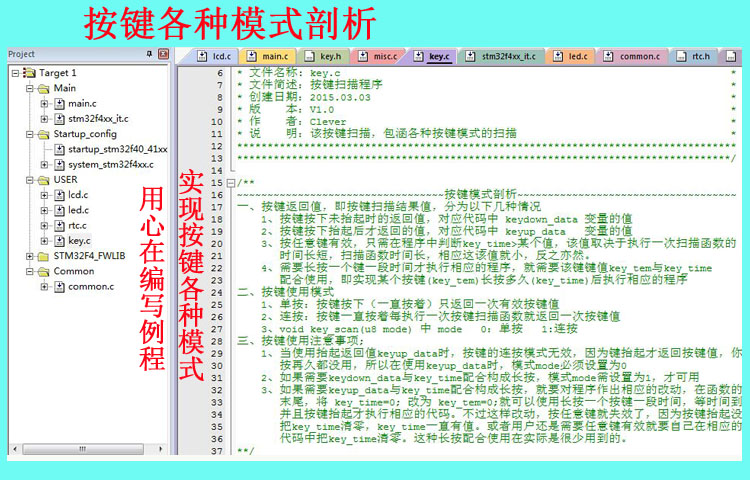 按键各种模式剖析
Project
Target 1
Main
main.c
stm32f4xx_it.c
Startup_config
startup_stm32f40_41xx
system_stm32f4xx.c
USER
lcd.c
led.c
rtc.c
key.c
STM32F4_FWLIB
Common
common.c
用心在编写例程
实现按键各种模式
lcd.c main.c key.h misc.c key.c stm32f4xx_it.c led.c common.c rtc.h
6 * 文件名称：key.c *
7 * 文件简述：按键扫描程序 *
8 * 创建日期：2015.03.03 *
9 * 版 本：V1.0 *
10 * 作 者：Clever *
11 * 说 明：该按键扫描，包涵各种按键模式的扫描 *
12 ****************************************************************************
13 ***************************************************************************/
14
15 /**
16 ~~~~~~~~~~~~~~~~~~~~~~~~~~~~~~~按键模式剖析~~~~~~~~~~~~~~~~~~~~~~~~~~~~~~~~~
17 一、按键返回值，即按键扫描结果值，分为以下几种情况
18 1、按键按下未抬起时的返回值，对应代码中 keydown_data 变量的值
19 2、按键按下抬起后才返回的值，对应代码中 keyup_data 变量的值
20 3、按任意键有效，只需在程序中判断key_time>某个值，该值取决于执行一次扫描函数的
21 时间长短，扫描函数时间长，相应这该值就小，反之亦然。
22 4、需要长按一个键一段时间才执行相应的程序，就需要该键键值key_tem与key_time
23 配合使用，即实现某个按键(key_tem)长按多久(key_time)后执行相应的程序
24 二、按键使用模式
25 1、单按：按键按下（一直按着）只返回一次有效按键值
26 2、连按：按键一直按着每执行一次按键扫描函数就返回一次按键值
27 3、void key_scan(u8 mode) 中 mode 0：单按 1:连按
28 三、按键使用注意事项；
29 1、当使用抬起返回值keyup_data时，按键的连按模式无效，因为键抬起才返回按键值，你
30 按再久都没用，所以在使用keyup_data时，模式mode必须设置为0
31 2、如果需要keydown_data与key_time配合构成长按，模式mode需设置为1，才可用
32 3、如果需要keyup_data与key_time配合构成长按，就要对程序作出相应的改动，在函数的
33 末尾，将 key_time=0; 改为 key_tem=0;就可以使用长按一个按键一段时间，等时间到
34 并且按键抬起才执行相应的代码。不过这样改动，按任意键就失效了，因为按键抬起没
35 把key_time清零，key_time一直有值。或者用户还是需要任意键有效就要自己在相应的
36 代码中把key_time清零。这种长按配合使用在实际是很少用到的。
37 **/